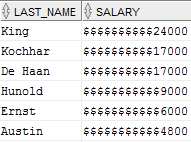 LAST_NAME SALARY
King $$$$$$$$$$24000
Kochhar $$$$$$$$$$17000
De Haan $$$$$$$$$$17000
Hunold $$$$$$$$$$$9000
Ernst $$$$$$$$$$$6000
Austin $$$$$$$$$$$4800